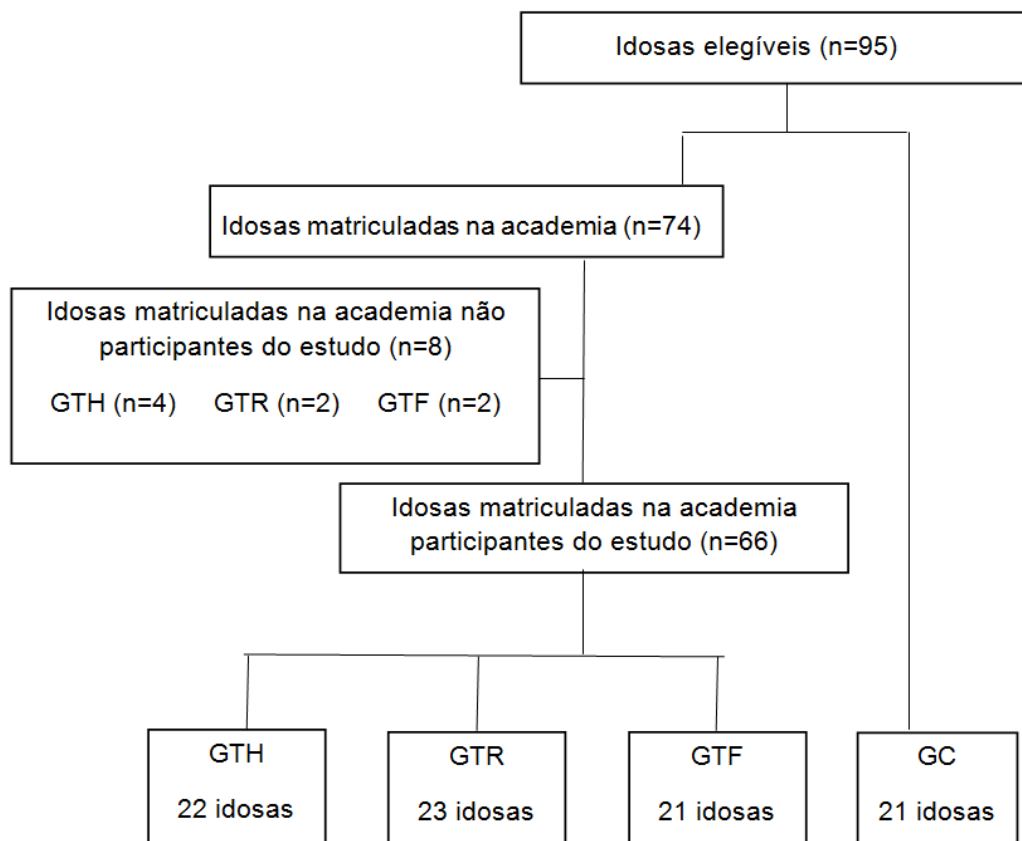 Idosas elegíveis (n=95)
Idosas matriculadas na academia (n=74)
Idosas matriculadas na academia não
participantes do estudo (n=8)
GTH (n=4) GTR (n=2) GTF (n=2)
Idosas matriculadas na academia
participantes do estudo (n=66)
GTH
22 idosas
GTR
23 idosas
GTF
21 idosas
GC
21 idosas